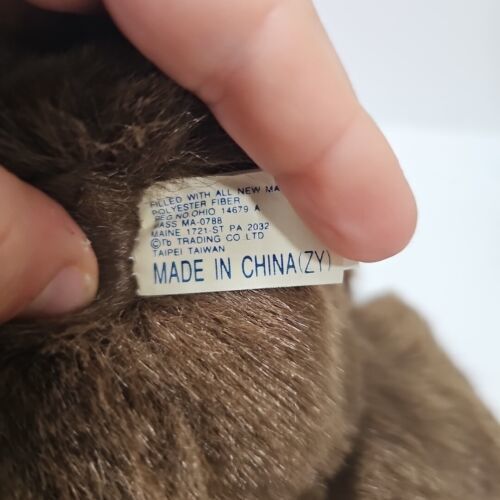 FILLED WITH ALL NEW MA
POLYESTER FIBER
REG NO OHIO 14679 A
MASS MA-0788
MAINE 1721-ST PA 2032
©Tb TRADING CO LTD
TAIPEI TAIWAN
MADE IN CHINA(ZY)